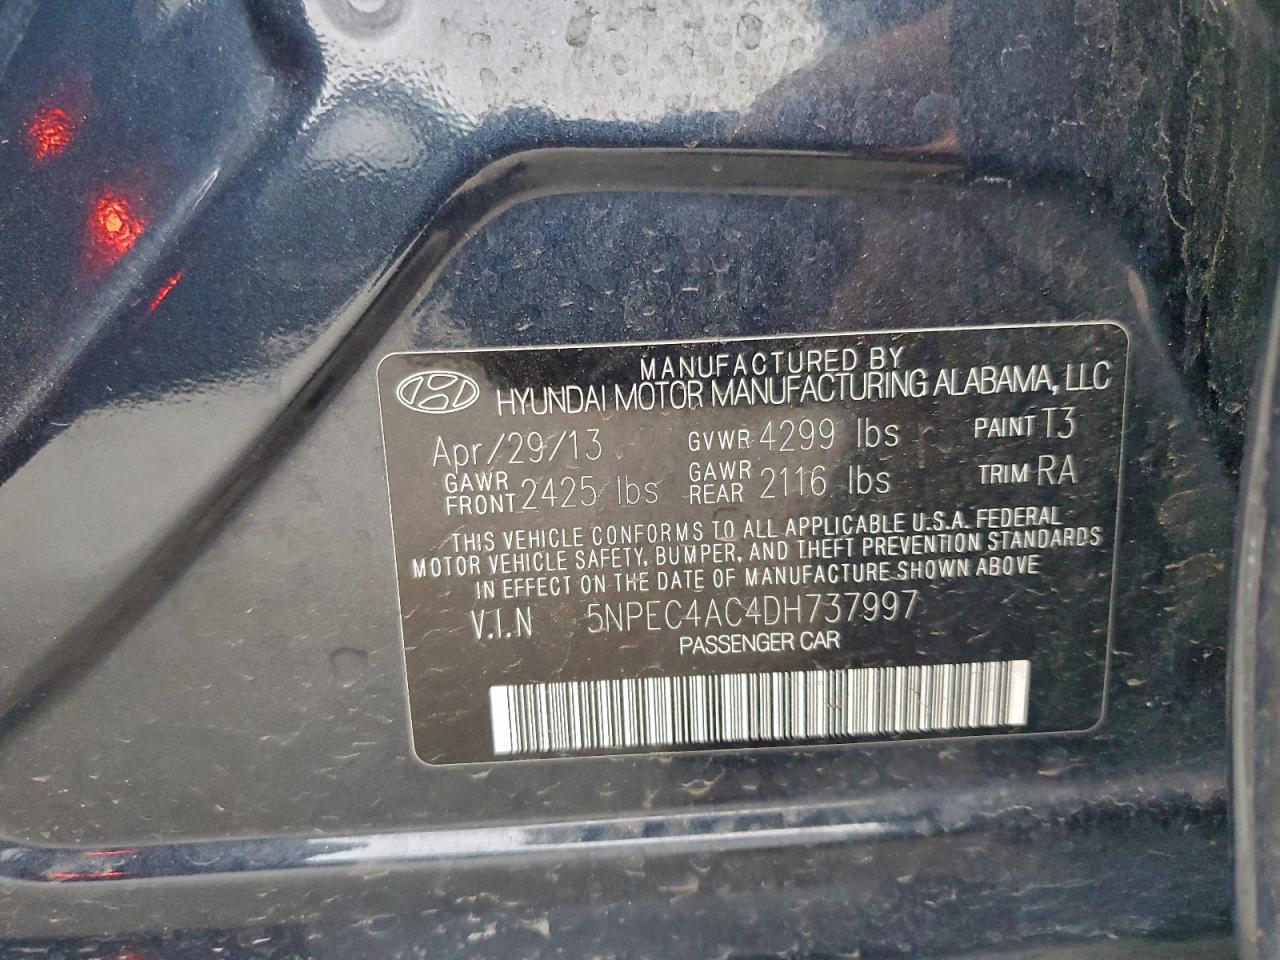 MANUFACTURED BY
HYUNDAI MOTOR MANUFACTURING ALABAMA, LLC
Apr/29/13 GVWR 4299 lbs PAINT T3
GAWR FRONT 2425 lbs GAWR REAR 2116 lbs TRIM RA
THIS VEHICLE CONFORMS TO ALL APPLICABLE U.S.A. FEDERAL
MOTOR VEHICLE SAFETY, BUMPER, AND THEFT PREVENTION STANDARDS
IN EFFECT ON THE DATE OF MANUFACTURE SHOWN ABOVE
V.I.N 5NPEC4AC4DH737997
PASSENGER CAR